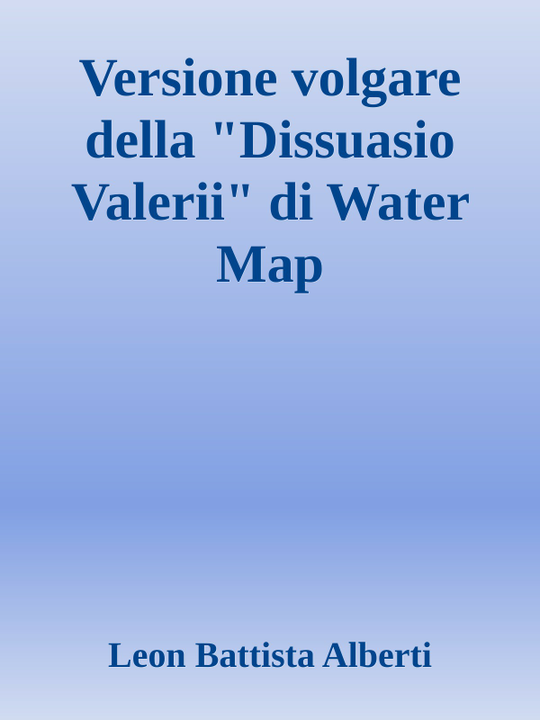 Versione volgare
della "Dissuasio
Valerii" di Water
Map
Leon Battista Alberti